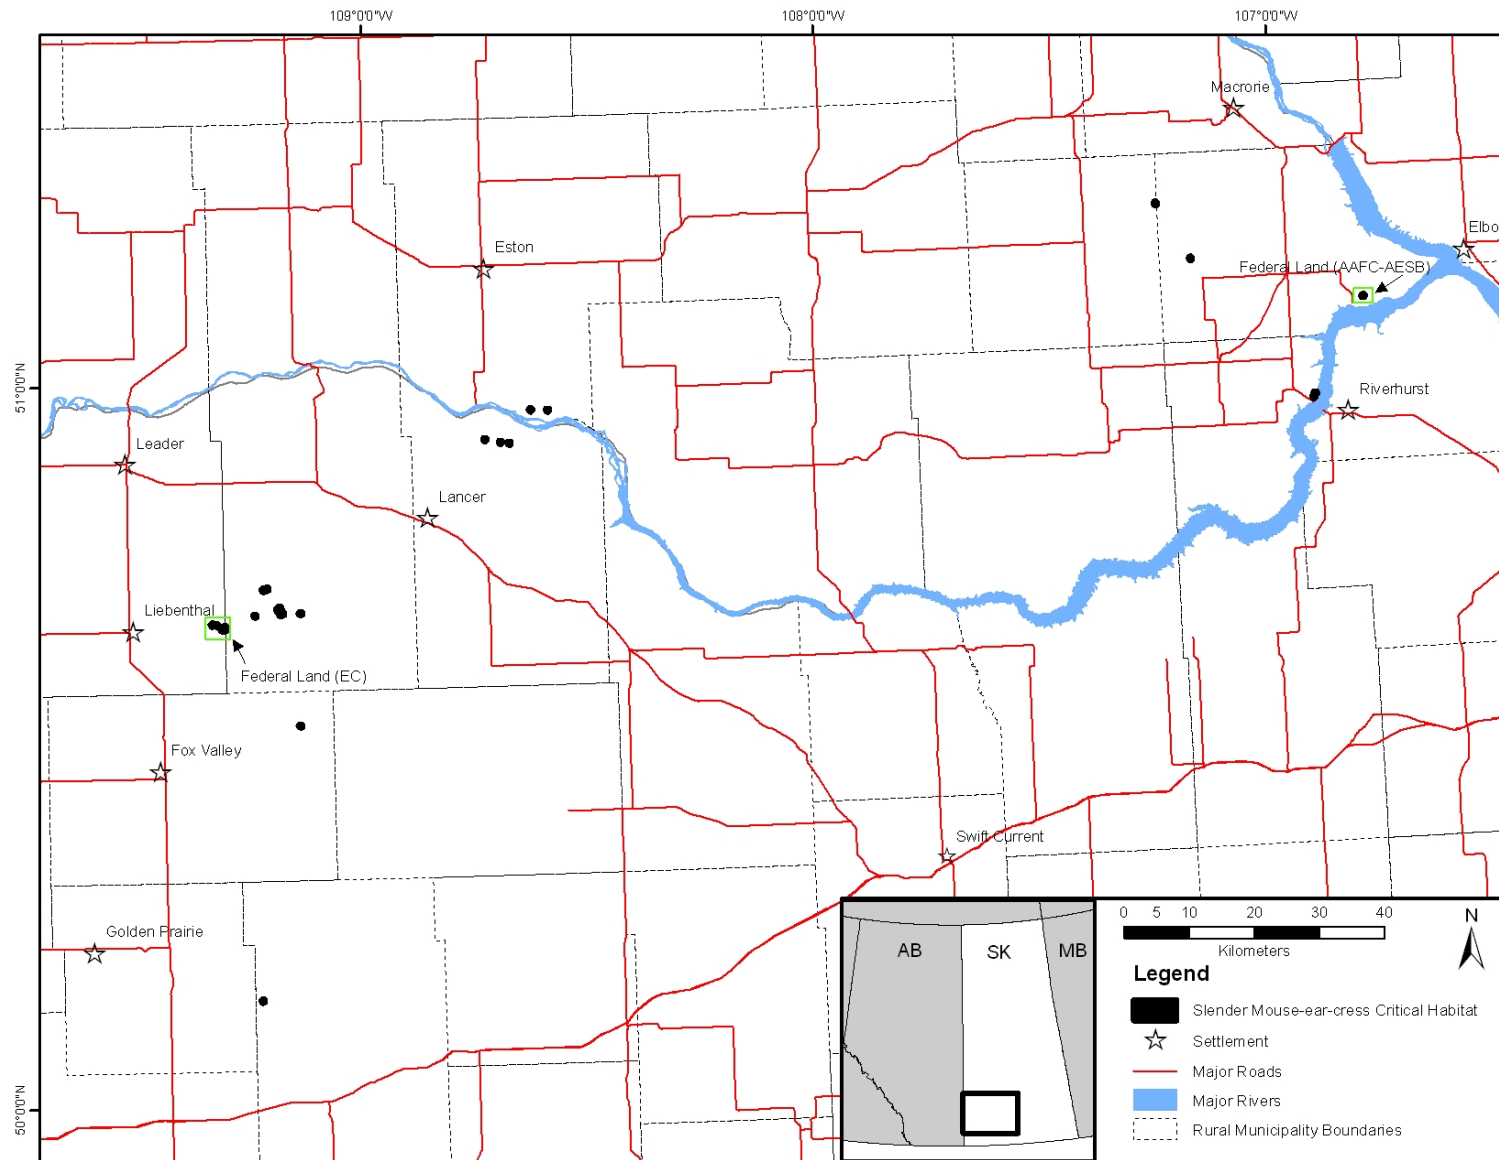 109°0'0"W
108°0'0"W
107°0'0"W
Macrorie
Elbo
Eston
Federal Land (AAFC-AESB)
51°0'0"N
Riverhurst
Leader
Lancer
Liebenthal
Federal Land (EC)
Fox Valley
Swift Current
Golden Prairie
50°0'0"N
AB
SK
MB
0 5 10 20 30 40
Kilometers
N
Legend
Slender Mouse-ear-cress Critical Habitat
Settlement
Major Roads
Major Rivers
Rural Municipality Boundaries